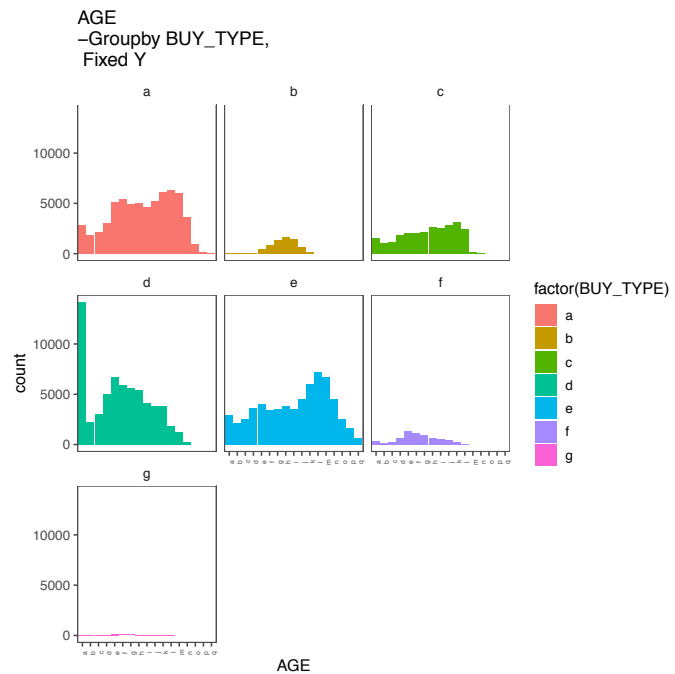 AGE
−Groupby BUY_TYPE,
Fixed Y
a
b
c
10000
5000
0
d
e
f
10000
5000
0
a b c d e f g h i j k l m n o p q
a b c d e f g h i j k l m n o p q
g
10000
5000
0
a b c d e f g h i j k l m n o p q
count
AGE
factor(BUY_TYPE)
a
b
c
d
e
f
g